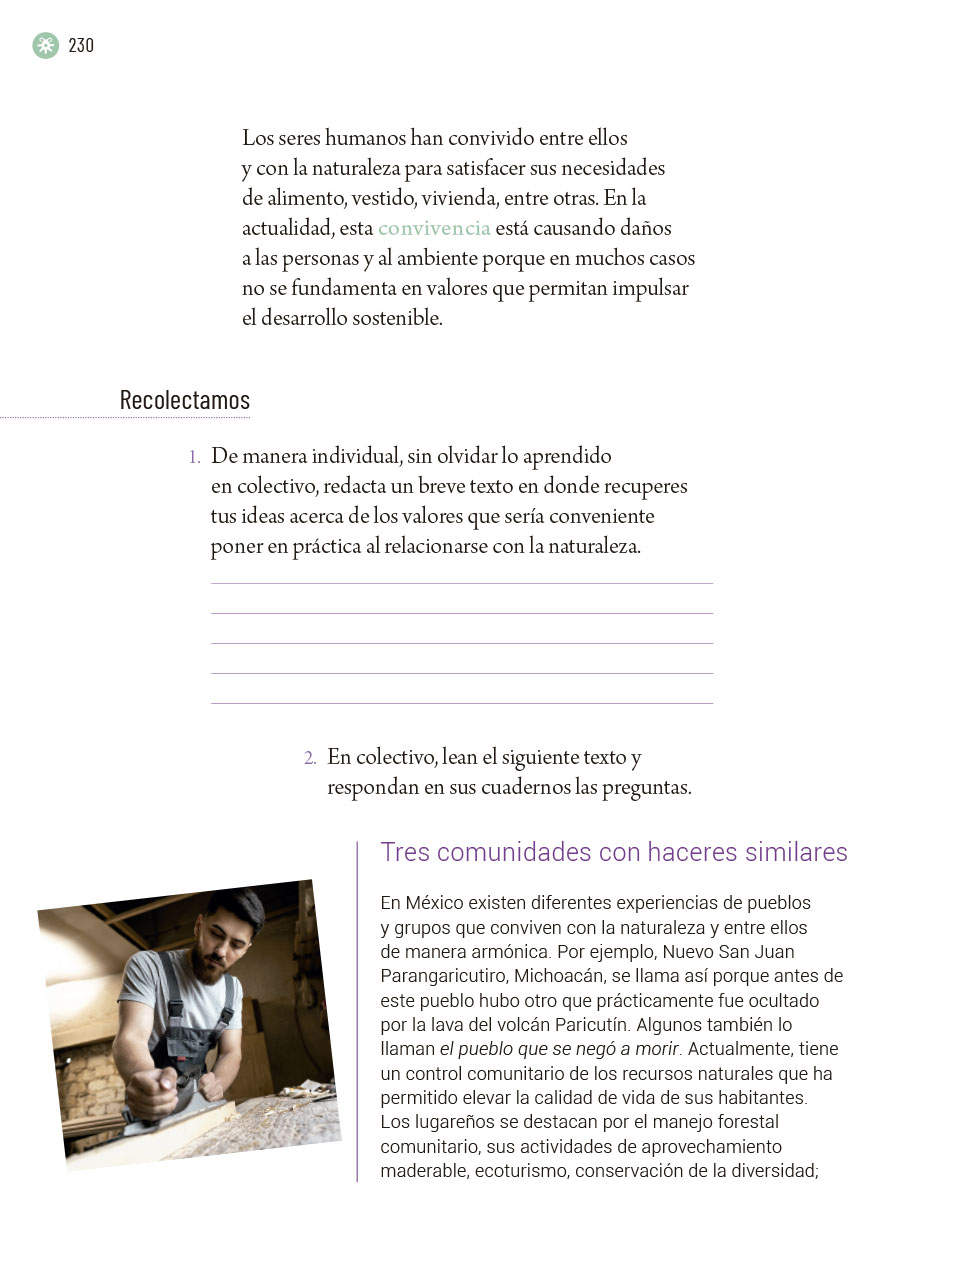 230
Los seres humanos han convivido entre ellos
y con la naturaleza para satisfacer sus necesidades
de alimento, vestido, vivienda, entre otras. En la
actualidad, esta convivencia está causando daños
a las personas y al ambiente porque en muchos casos
no se fundamenta en valores que permitan impulsar
el desarrollo sostenible.
Recolectamos
1. De manera individual, sin olvidar lo aprendido
en colectivo, redacta un breve texto en donde recuperes
tus ideas acerca de los valores que sería conveniente
poner en práctica al relacionarse con la naturaleza.
2. En colectivo, lean el siguiente texto y
respondan en sus cuadernos las preguntas.
Tres comunidades con haceres similares
En México existen diferentes experiencias de pueblos
y grupos que conviven con la naturaleza y entre ellos
de manera armónica. Por ejemplo, Nuevo San Juan
Parangaricutiro, Michoacán, se llama así porque antes de
este pueblo hubo otro que prácticamente fue ocultado
por la lava del volcán Paricutín. Algunos también lo
llaman el pueblo que se negó a morir. Actualmente, tiene
un control comunitario de los recursos naturales que ha
permitido elevar la calidad de vida de sus habitantes.
Los lugareños se destacan por el manejo forestal
comunitario, sus actividades de aprovechamiento
maderable, ecoturismo, conservación de la diversidad;